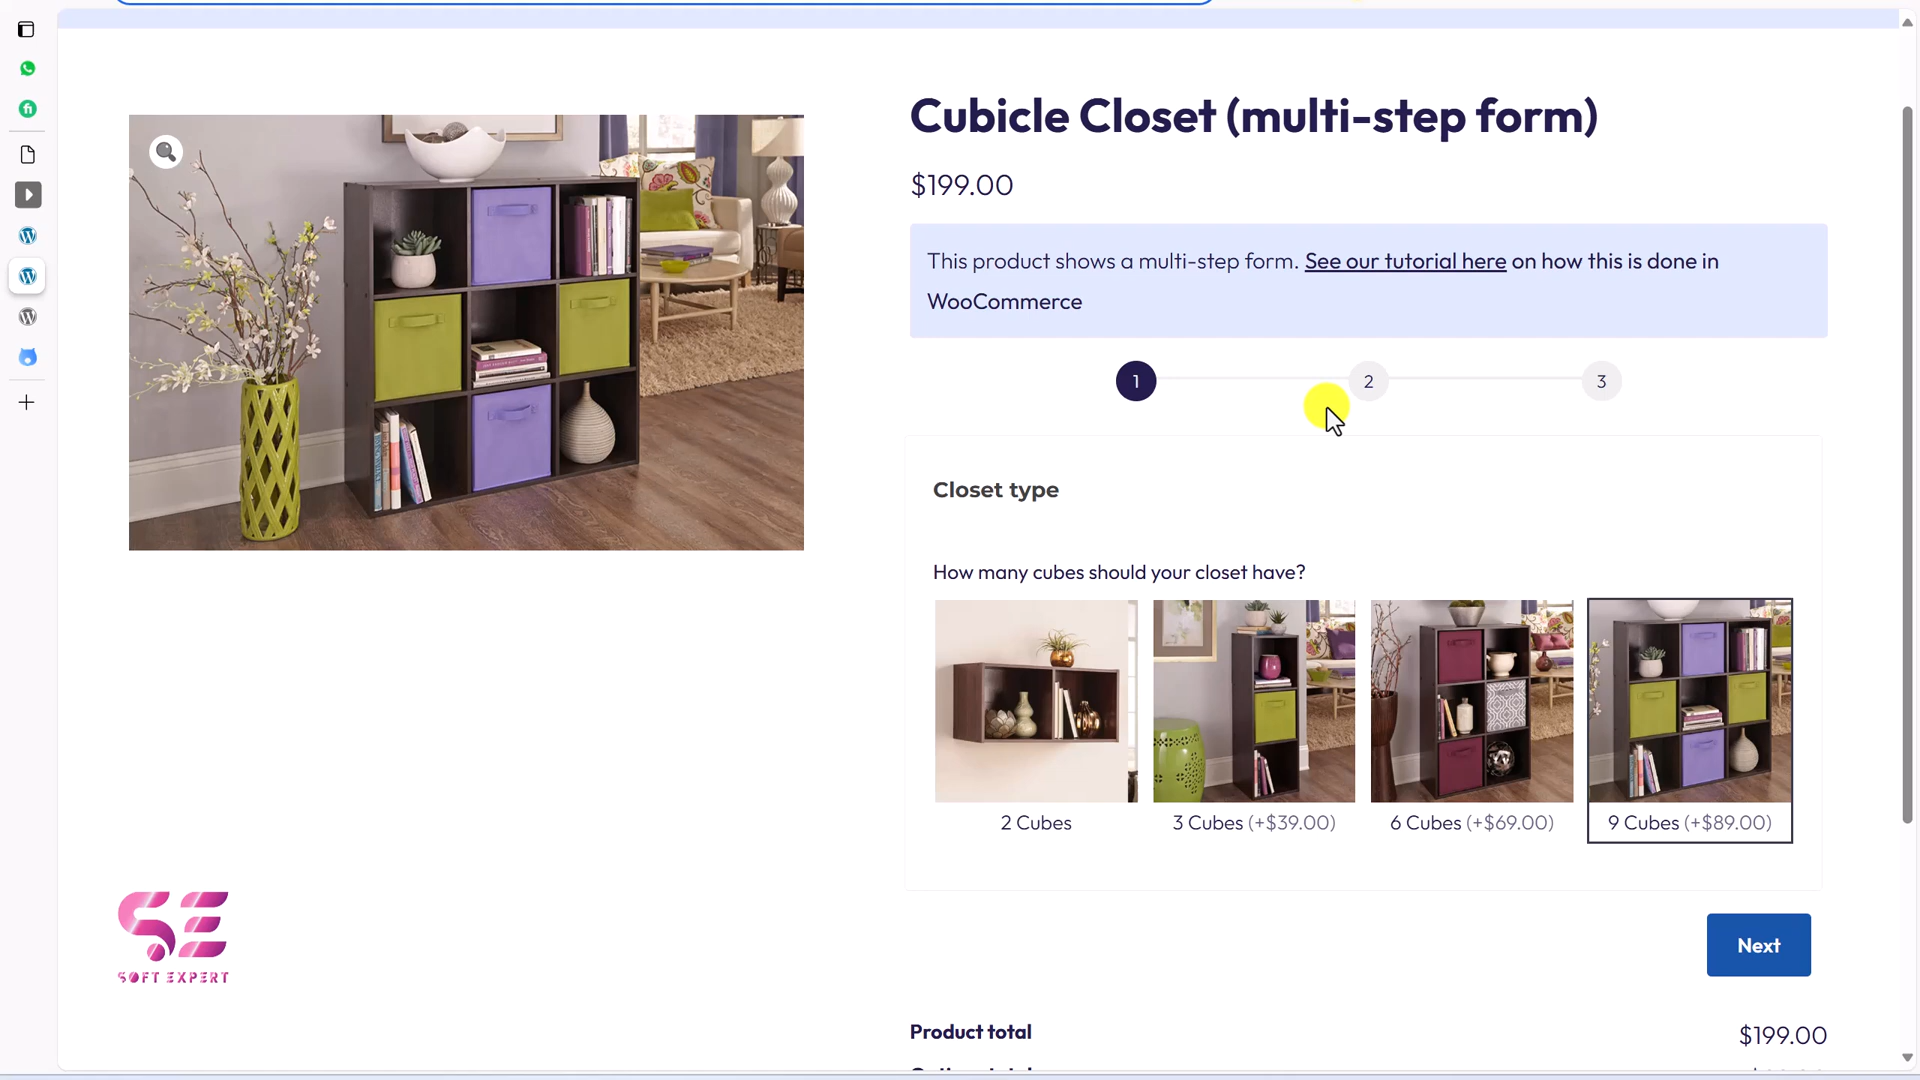 Cubicle Closet (multi-step form)
$199.00
This product shows a multi-step form. See our tutorial here on how this is done in
WooCommerce
1 2 3
Closet type
How many cubes should your closet have?
2 Cubes
3 Cubes (+$39.00)
6 Cubes (+$69.00)
9 Cubes (+$89.00)
SE
SOFT EXPERT
Next
Product total $199.00